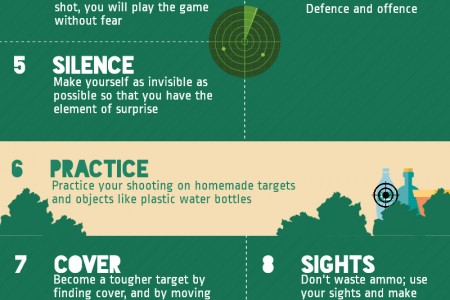 shot, you will play the game
without fear
Defence and offence
5 SILENCE
Make yourself as invisible as
possible so that you have the
element of surprise
6 PRACTICE
Practice your shooting on homemade targets
and objects like plastic water bottles
7 COVER
Become a tougher target by
finding cover, and by moving
8 SIGHTS
Don't waste ammo; use
your sights and make